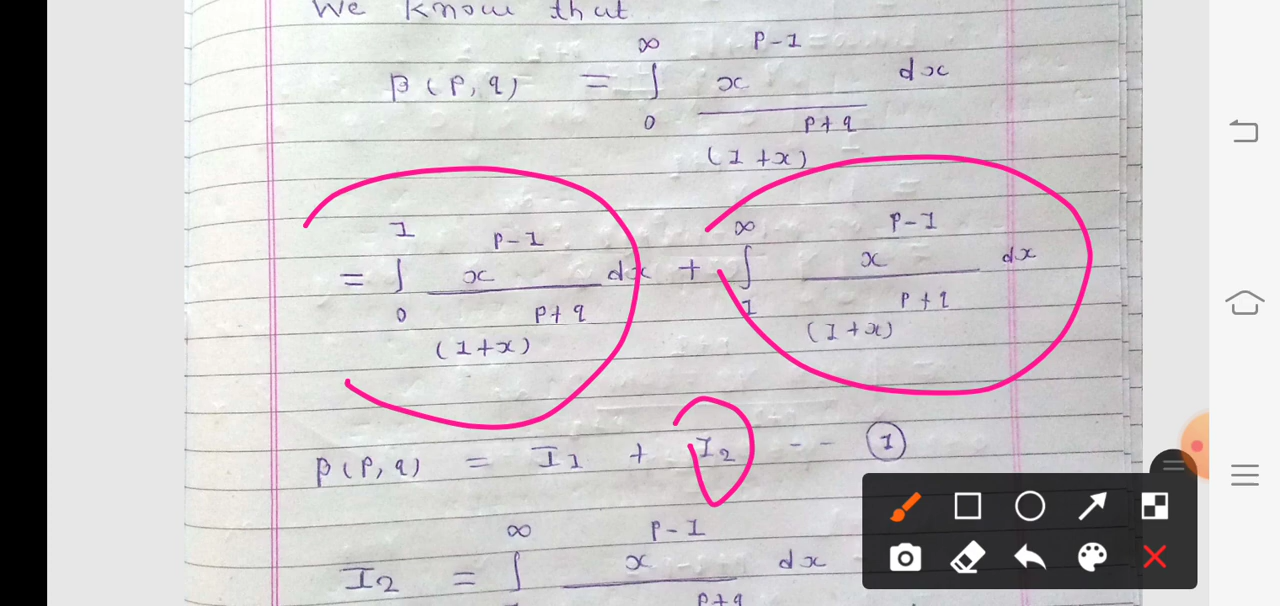 We know that
β(P, q) = ∫₀^∞ x^(P-1) / (1+x)^(P+q) dx
= ∫₀^1 x^(P-1) / (1+x)^(P+q) dx + ∫₁^∞ x^(P-1) / (1+x)^(P+q) dx
β(P, q) = I₁ + I₂ -- ①
I₂ = ∫^∞ x^(P-1) / P+q dx